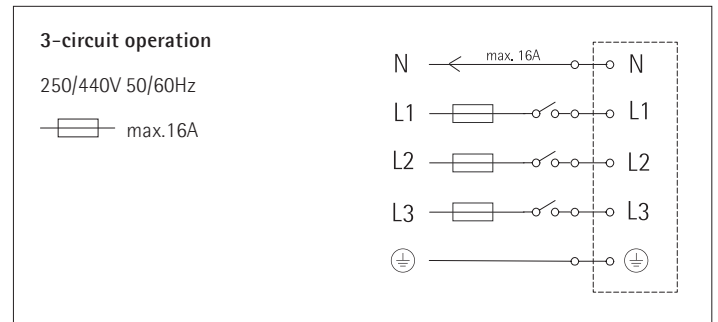 3-circuit operation
250/440V 50/60Hz
max.16A
N max. 16A N
L1 L1
L2 L2
L3 L3